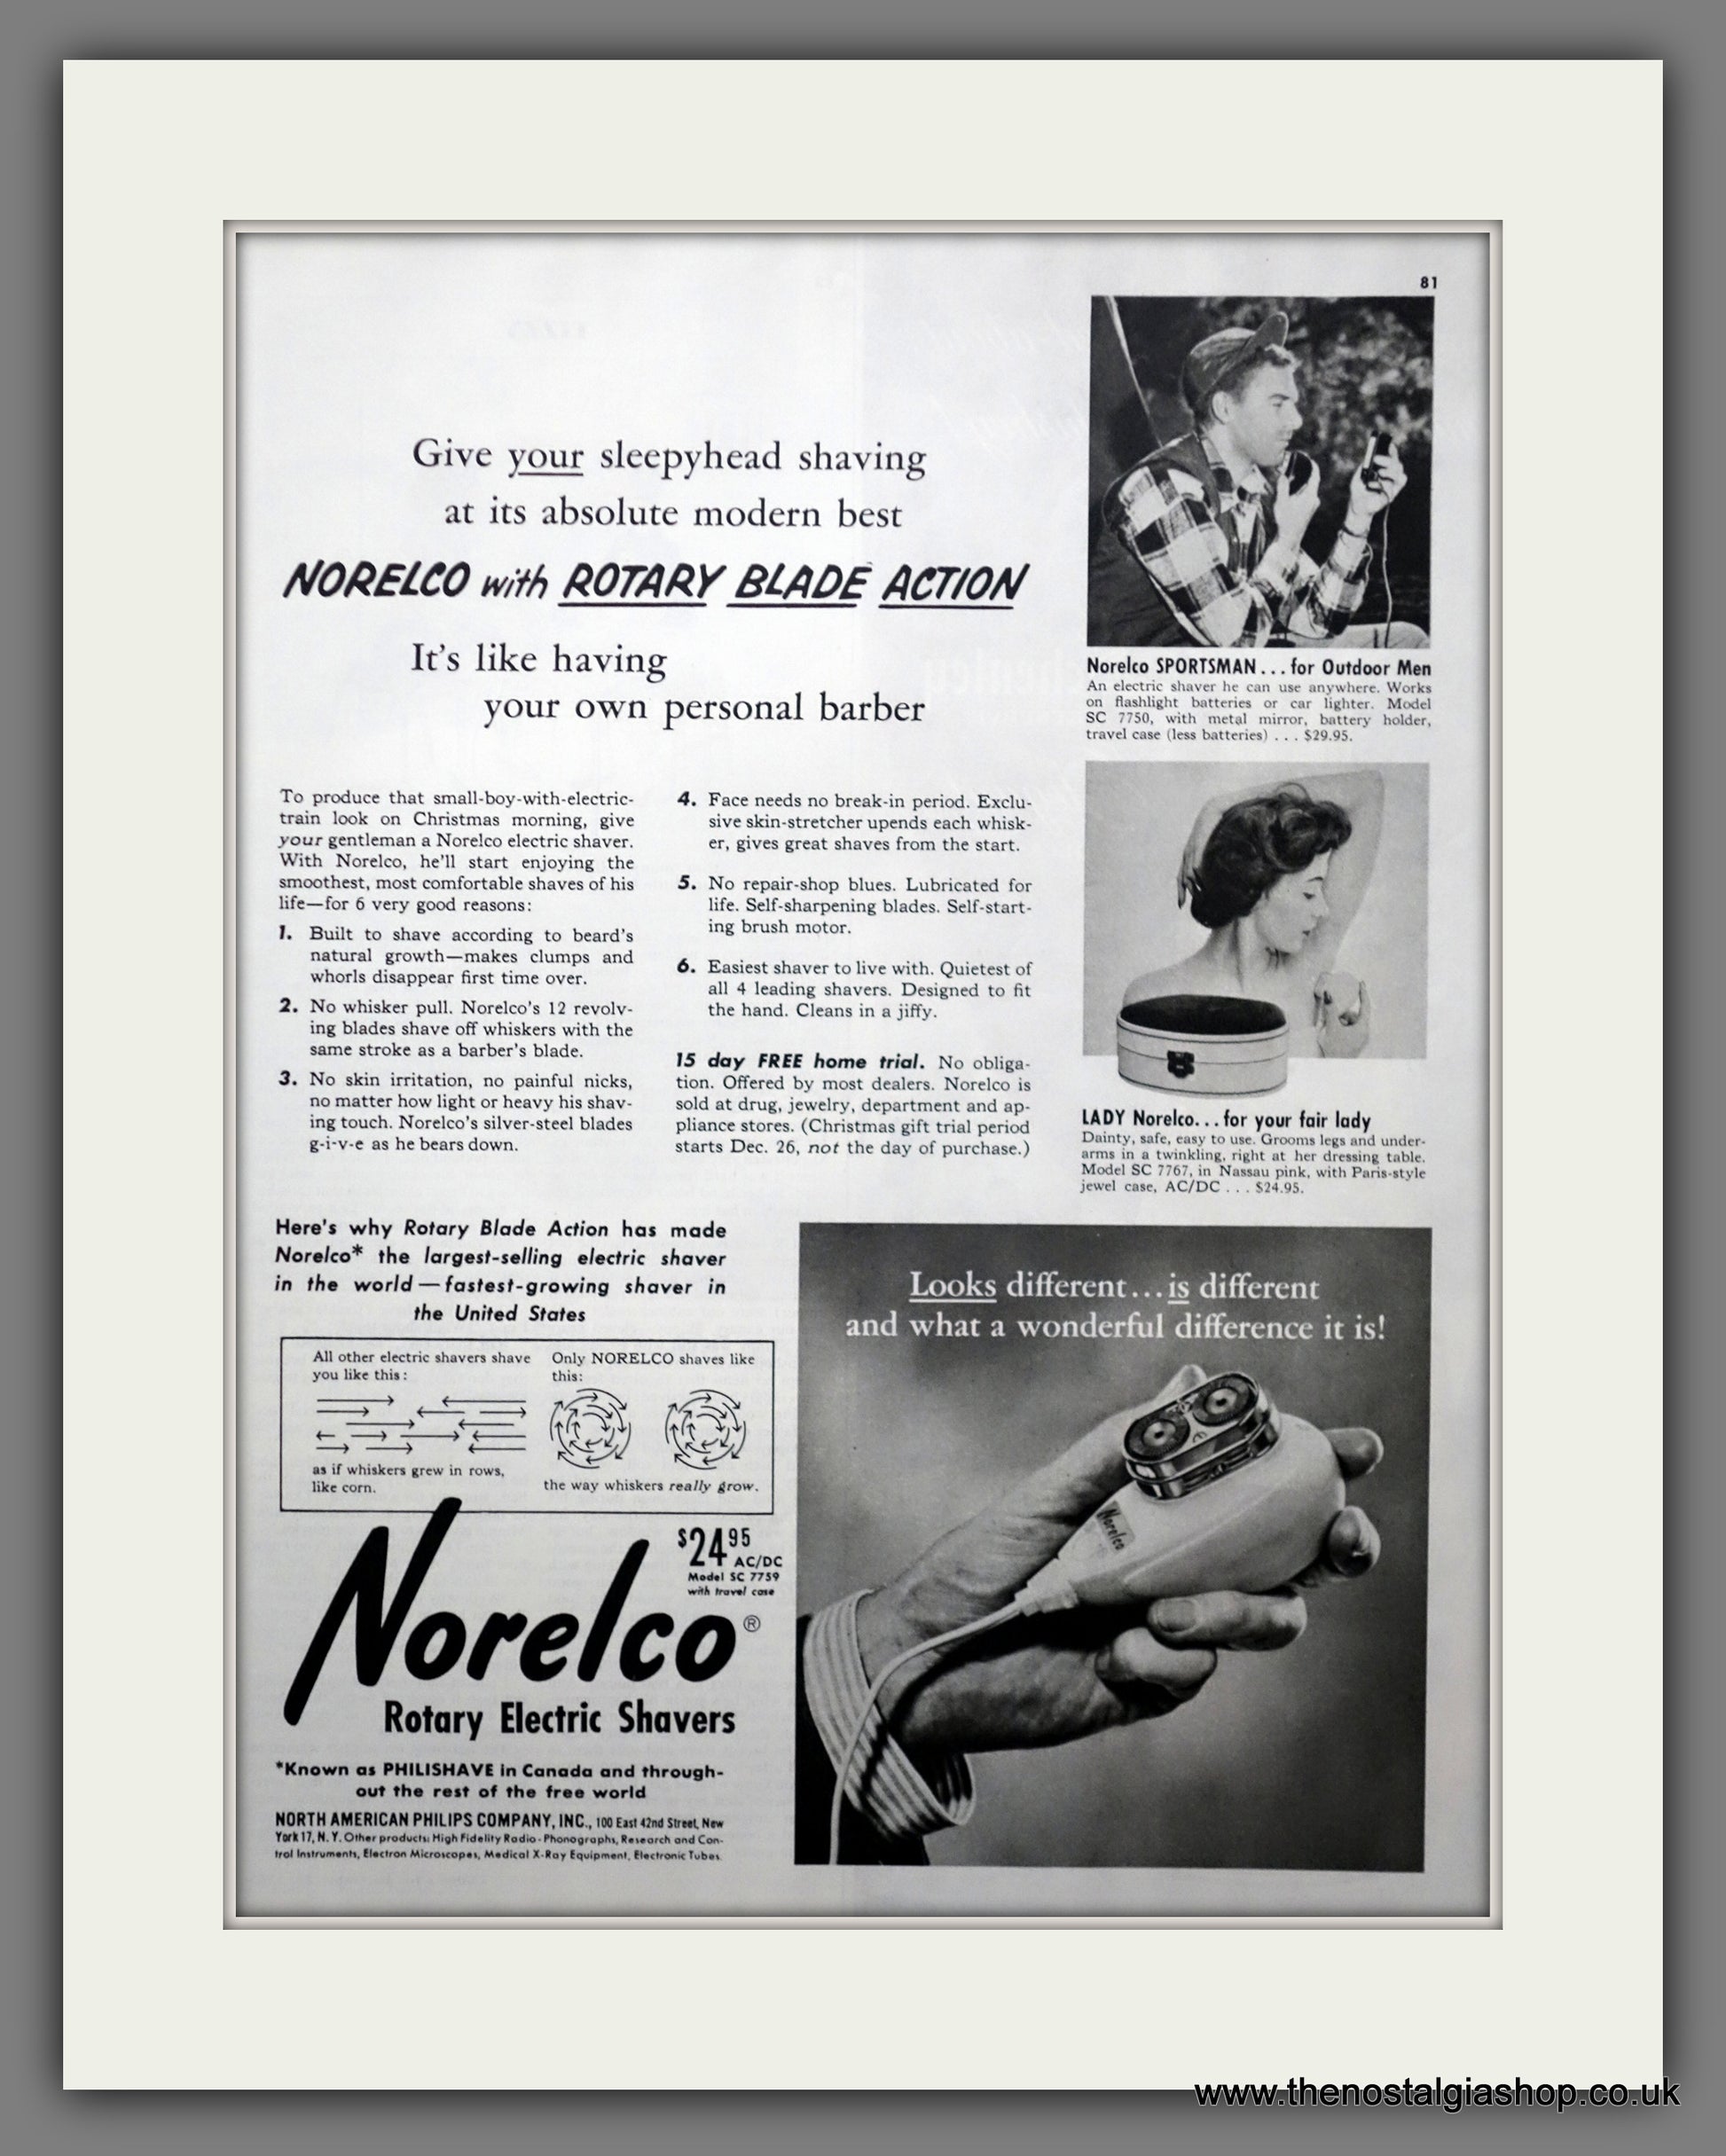 81
Give your sleepyhead shaving
at its absolute modern best
NORELCO with ROTARY BLADE ACTION
It's like having
your own personal barber
To produce that small-boy-with-electric-
train look on Christmas morning, give
your gentleman a Norelco electric shaver.
With Norelco, he'll start enjoying the
smoothest, most comfortable shaves of his
life—for 6 very good reasons:
1. Built to shave according to beard's
natural growth—makes clumps and
whorls disappear first time over.
2. No whisker pull. Norelco's 12 revolv-
ing blades shave off whiskers with the
same stroke as a barber's blade.
3. No skin irritation, no painful nicks,
no matter how light or heavy his shav-
ing touch. Norelco's silver-steel blades
g-i-v-e as he bears down.
4. Face needs no break-in period. Exclu-
sive skin-stretcher upends each whisk-
er, gives great shaves from the start.
5. No repair-shop blues. Lubricated for
life. Self-sharpening blades. Self-start-
ing brush motor.
6. Easiest shaver to live with. Quietest of
all 4 leading shavers. Designed to fit
the hand. Cleans in a jiffy.
15 day FREE home trial. No obliga-
tion. Offered by most dealers. Norelco is
sold at drug, jewelry, department and ap-
pliance stores. (Christmas gift trial period
starts Dec. 26, not the day of purchase.)
Norelco SPORTSMAN . . . for Outdoor Men
An electric shaver he can use anywhere. Works
on flashlight batteries or car lighter. Model
SC 7750, with metal mirror, battery holder,
travel case (less batteries) . . . $29.95.
LADY Norelco. . . for your fair lady
Dainty, safe, easy to use. Grooms legs and under-
arms in a twinkling, right at her dressing table.
Model SC 7767, in Nassau pink, with Paris-style
jewel case, AC/DC . . . $24.95.
Here's why Rotary Blade Action has made
Norelco* the largest-selling electric shaver
in the world—fastest-growing shaver in
the United States
All other electric shavers shave
you like this:
as if whiskers grew in rows,
like corn.
Only NORELCO shaves like
this:
the way whiskers really grow.
$24.95
AC/DC
Model SC 7759
with travel case
Norelco®
Rotary Electric Shavers
*Known as PHILISHAVE in Canada and through-
out the rest of the free world
NORTH AMERICAN PHILIPS COMPANY, INC., 100 East 42nd Street, New
York 17, N. Y. Other products: High Fidelity Radio-Phonographs, Research and Con-
trol Instruments, Electron Microscopes, Medical X-Ray Equipment, Electronic Tubes.
Looks different . . . is different
and what a wonderful difference it is!
Norelco
www.thenostalgiashop.co.uk